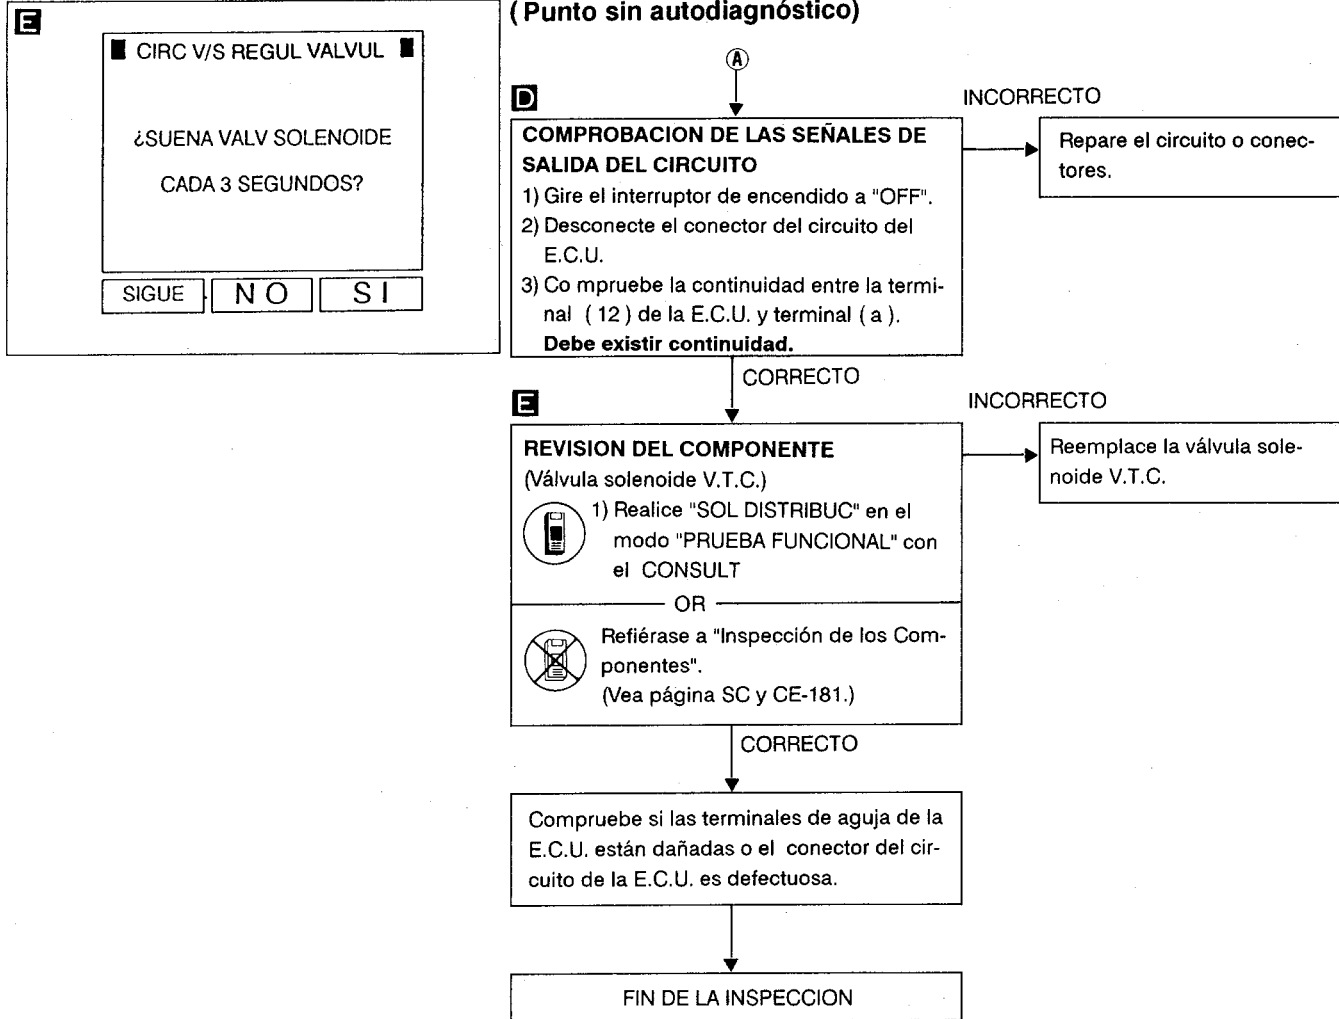 E
CIRC V/S REGUL VALVUL
¿SUENA VALV SOLENOIDE
CADA 3 SEGUNDOS?
SIGUE
NO
SI
( Punto sin autodiagnóstico)
A
D
COMPROBACION DE LAS SEÑALES DE
SALIDA DEL CIRCUITO
1) Gire el interruptor de encendido a "OFF".
2) Desconecte el conector del circuito del
E.C.U.
3) Co mpruebe la continuidad entre la termi-
nal ( 12 ) de la E.C.U. y terminal ( a ).
Debe existir continuidad.
INCORRECTO
Repare el circuito o conec-
tores.
CORRECTO
E
REVISION DEL COMPONENTE
(Válvula solenoide V.T.C.)
1) Realice "SOL DISTRIBUC" en el
modo "PRUEBA FUNCIONAL" con
el CONSULT
OR
Refiérase a "Inspección de los Com-
ponentes".
(Vea página SC y CE-181.)
INCORRECTO
Reemplace la válvula sole-
noide V.T.C.
CORRECTO
Compruebe si las terminales de aguja de la
E.C.U. están dañadas o el conector del cir-
cuito de la E.C.U. es defectuosa.
FIN DE LA INSPECCION